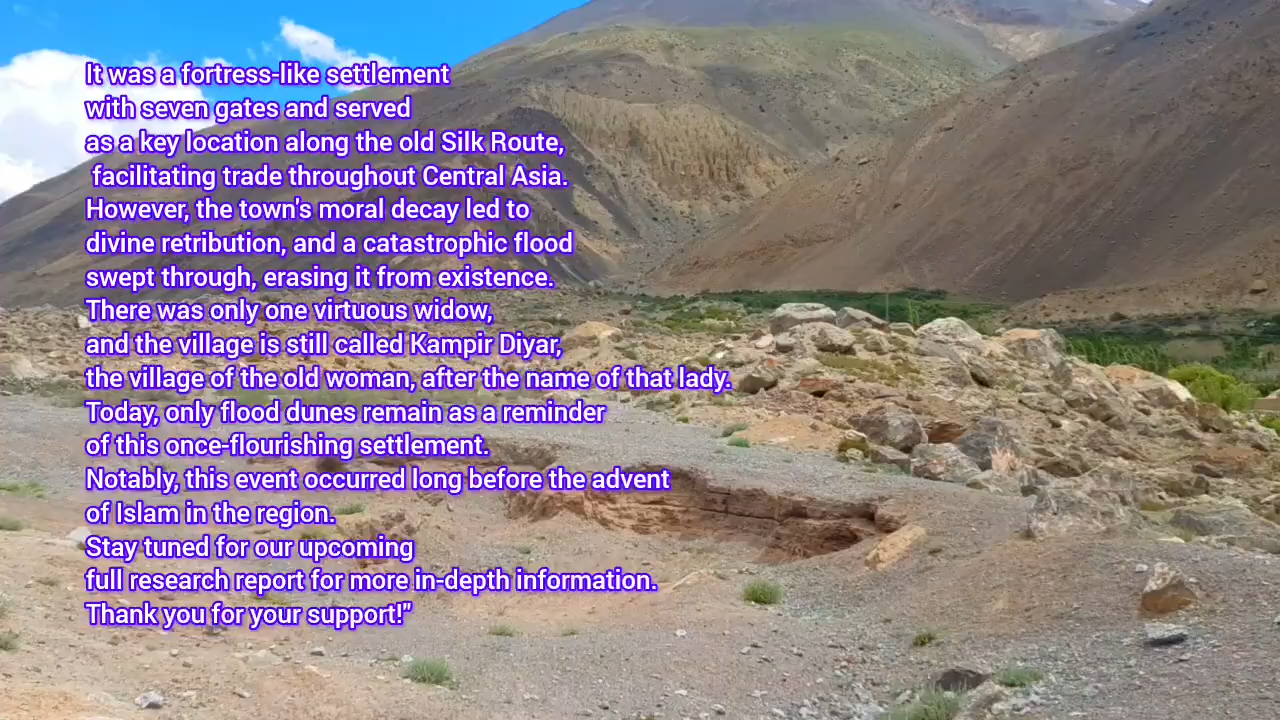 It was a fortress-like settlement
with seven gates and served
as a key location along the old Silk Route,
facilitating trade throughout Central Asia.
However, the town's moral decay led to
divine retribution, and a catastrophic flood
swept through, erasing it from existence.
There was only one virtuous widow,
and the village is still called Kampir Diyar,
the village of the old woman, after the name of that lady.
Today, only flood dunes remain as a reminder
of this once-flourishing settlement.
Notably, this event occurred long before the advent
of Islam in the region.
Stay tuned for our upcoming
full research report for more in-depth information.
Thank you for your support!"